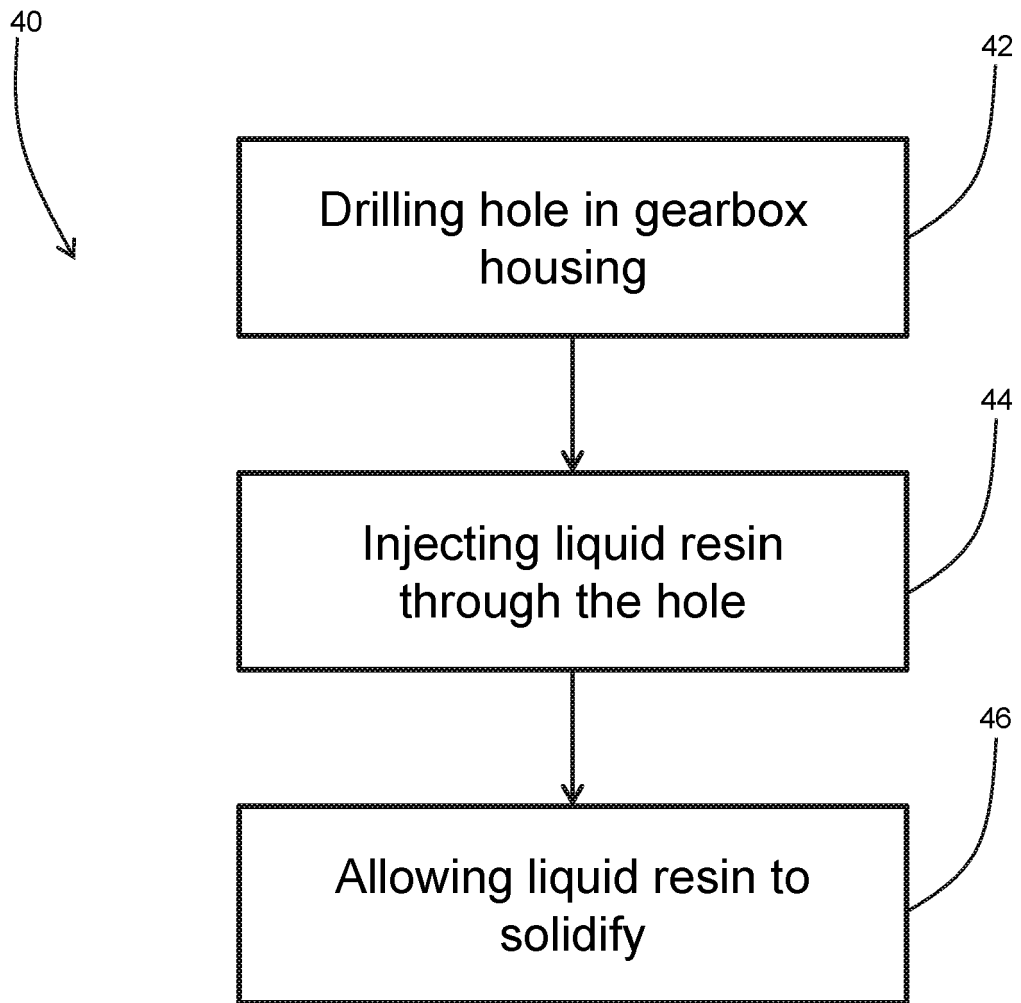 40
42
Drilling hole in gearbox
housing
44
Injecting liquid resin
through the hole
46
Allowing liquid resin to
solidify